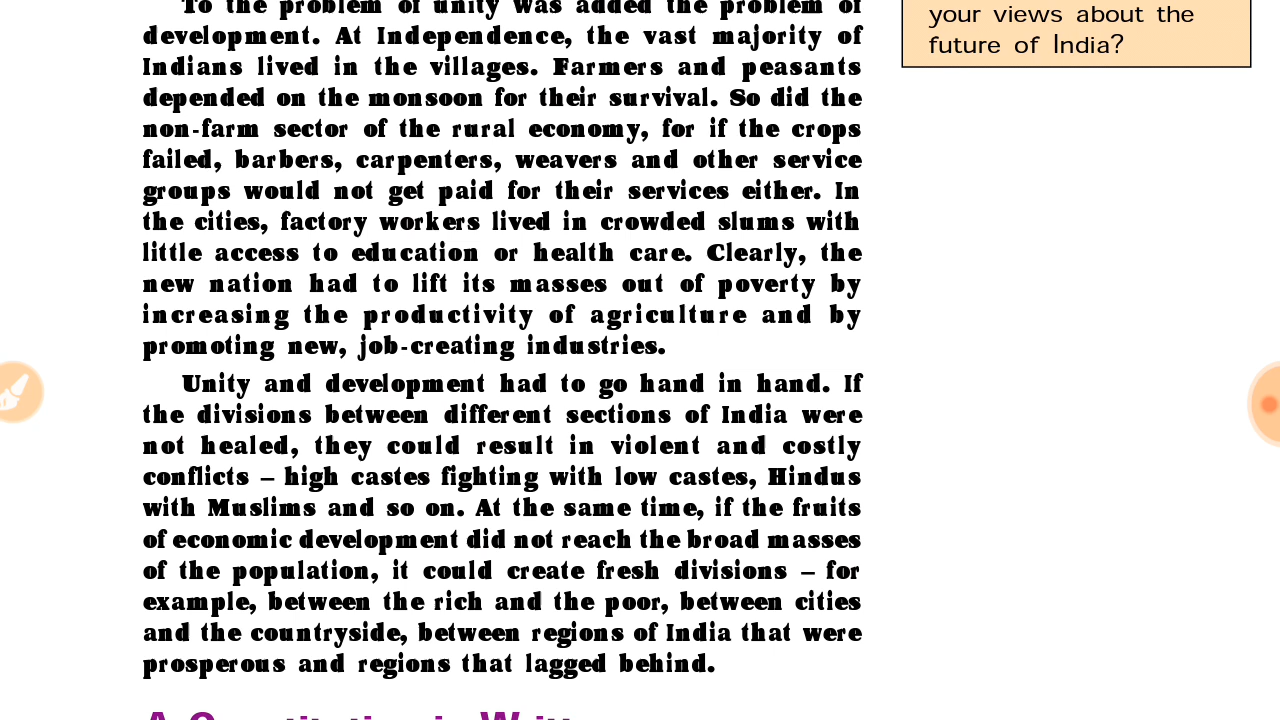 To the problem of unity was added the problem of
development. At Independence, the vast majority of
Indians lived in the villages. Farmers and peasants
depended on the monsoon for their survival. So did the
non-farm sector of the rural economy, for if the crops
failed, barbers, carpenters, weavers and other service
groups would not get paid for their services either. In
the cities, factory workers lived in crowded slums with
little access to education or health care. Clearly, the
new nation had to lift its masses out of poverty by
increasing the productivity of agriculture and by
promoting new, job-creating industries.
Unity and development had to go hand in hand. If
the divisions between different sections of India were
not healed, they could result in violent and costly
conflicts – high castes fighting with low castes, Hindus
with Muslims and so on. At the same time, if the fruits
of economic development did not reach the broad masses
of the population, it could create fresh divisions – for
example, between the rich and the poor, between cities
and the countryside, between regions of India that were
prosperous and regions that lagged behind.
your views about the
future of India?